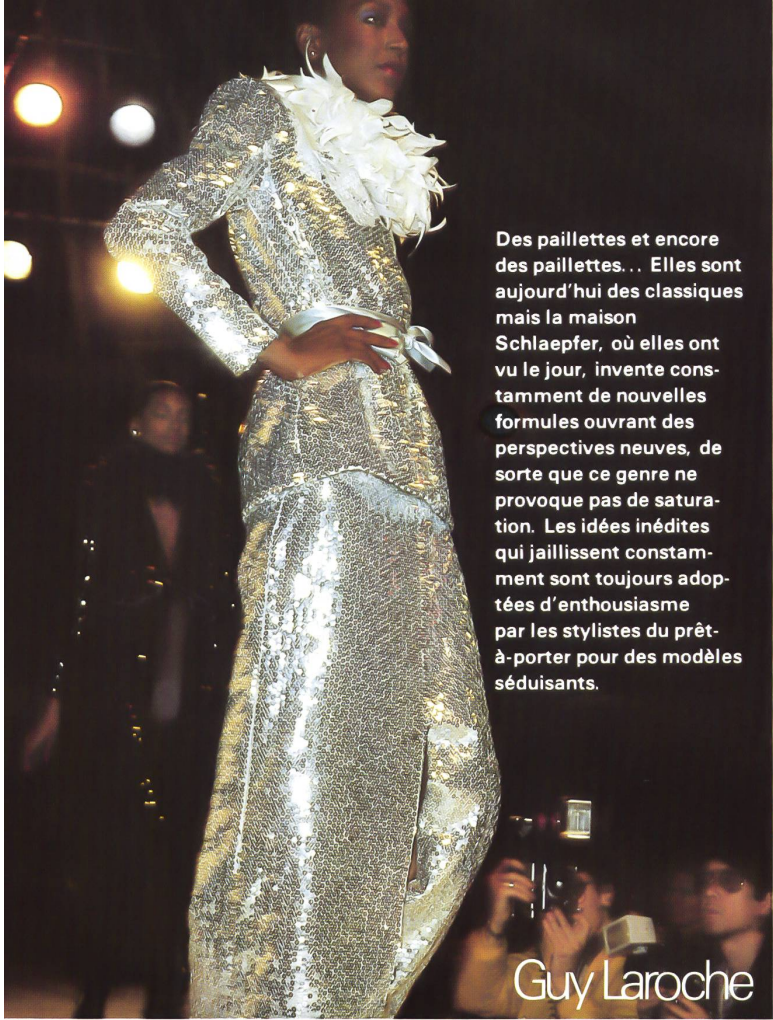 Des paillettes et encore
des paillettes... Elles sont
aujourd'hui des classiques
mais la maison
Schlaepfer, où elles ont
vu le jour, invente cons-
tamment de nouvelles
formules ouvrant des
perspectives neuves, de
sorte que ce genre ne
provoque pas de satura-
tion. Les idées inédites
qui jaillissent constam-
ment sont toujours adop-
tées d'enthousiasme
par les stylistes du prêt-
à-porter pour des modèles
séduisants.
Guy Laroche